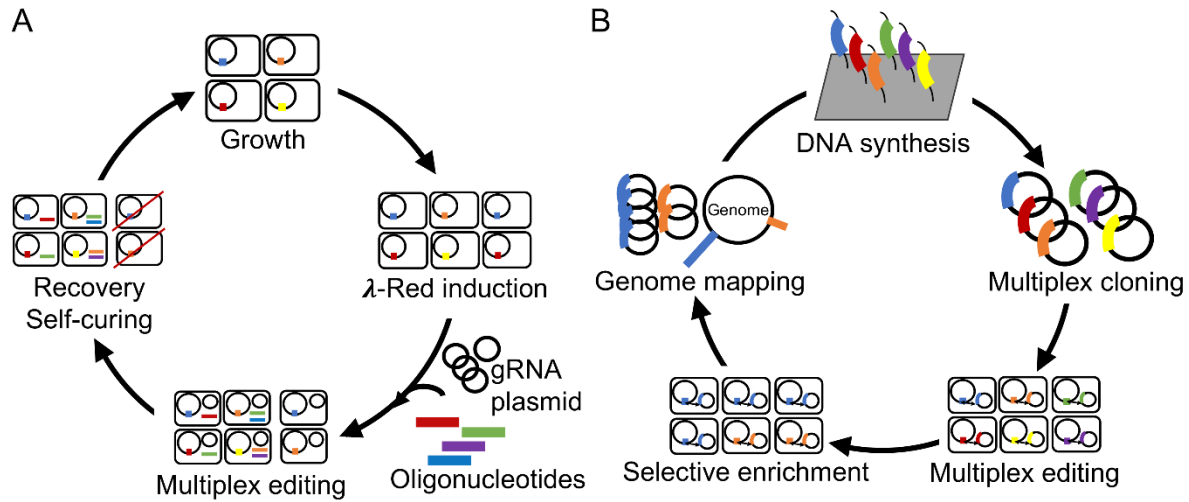 A
Growth
λ-Red induction
gRNA
plasmid
Oligonucleotides
Multiplex editing
Recovery
Self-curing
B
DNA synthesis
Multiplex cloning
Multiplex editing
Selective enrichment
Genome mapping
Genome